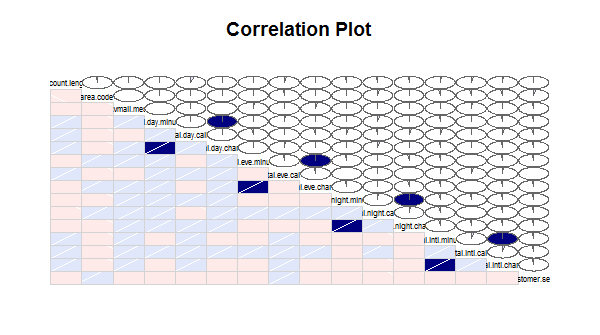 Correlation Plot
count.leng
area.code
vmail.mes
l.day.minu
al.day.call
il.day.char
l.eve.minu
tal.eve.cal
il.eve.char
night.minu
il.night.ca
.night.cha
il.intl.minu
tal.intl.cal
al.intl.char
stomer.se